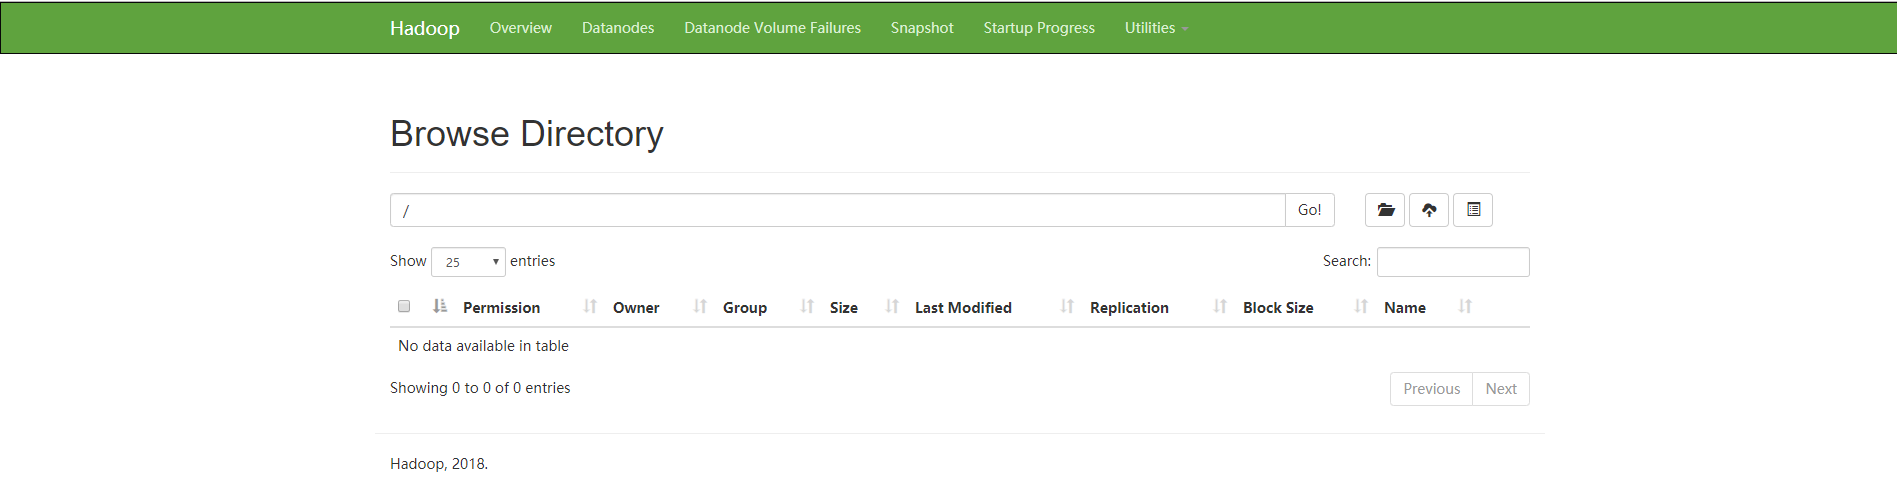 Hadoop Overview Datanodes Datanode Volume Failures Snapshot Startup Progress Utilities
Browse Directory
/ Go!
Show 25 entries Search:
Permission Owner Group Size Last Modified Replication Block Size Name
No data available in table
Showing 0 to 0 of 0 entries Previous Next
Hadoop, 2018.